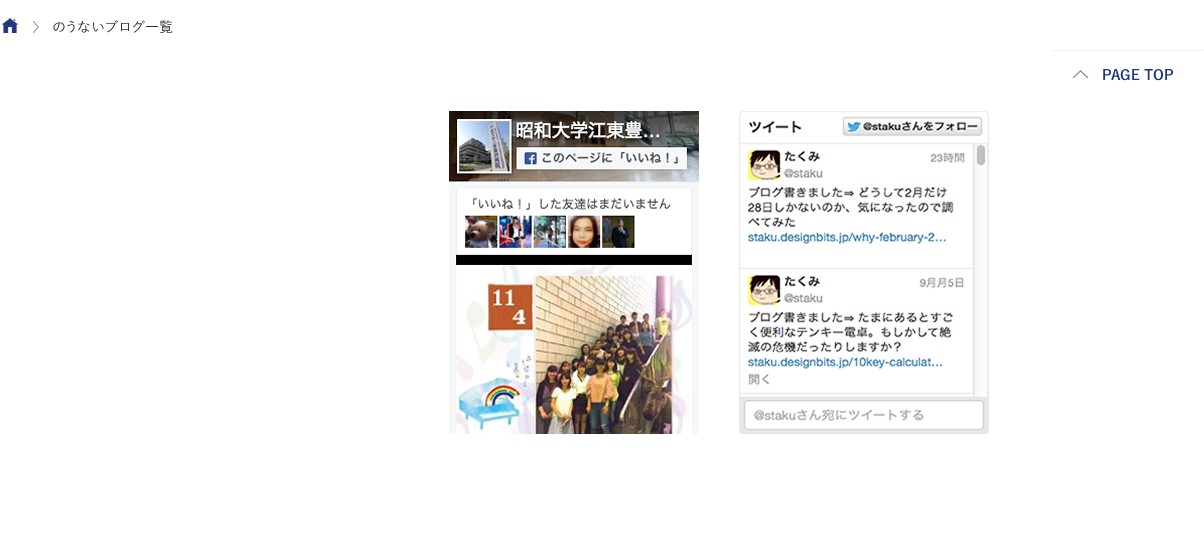 のうないブログ一覧
PAGE TOP
昭和大学江東豊...
このページに「いいね！」
「いいね！」した友達はまだいません
11
4
ツイート
@stakuさんをフォロー
たくみ
23時間
@staku
ブログ書きました⇒ どうして2月だけ
28日しかないのか、気になったので調
べてみた
staku.designbits.jp/why-february-2...
たくみ
9月月5日
@staku
ブログ書きました⇒ たまにあるとすご
く便利なテンキー電卓。もしかして絶
滅の危機だったりしますか？
staku.designbits.jp/10key-calculat...
開く
@stakuさん宛にツイートする